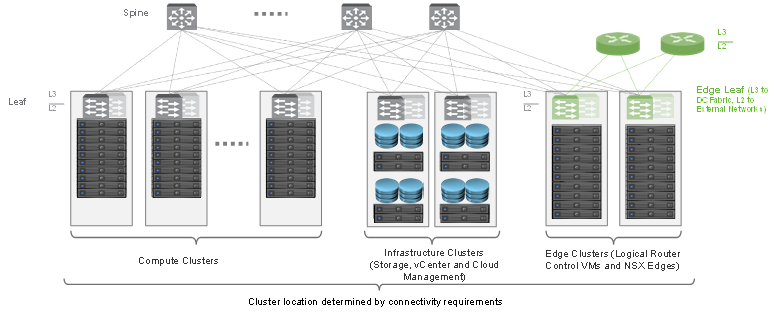 Spine
L3
L2
L3
Leaf
L2
L3
L2
Edge Leaf (L3 to
DC Fabric, L2 to
External Networks)
Compute Clusters
Infrastructure Clusters
(Storage, vCenter and Cloud
Management)
Edge Clusters (Logical Router
Control VMs and NSX Edges)
Cluster location determined by connectivity requirements